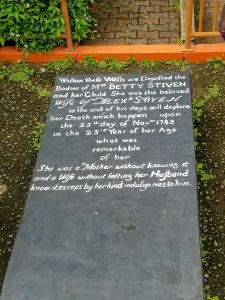 Within these Walls are Deposited the
Bodies of Mrs BETTY STIVEN
and her Child She was the beloved
Wife of ALEXr STIVEN
to the end of his days will deplore
her Death which happen upon
the 25th day of Novr 1783
in the 23rd Year of her Age
what was
remarkable
of her
She was a Mother without knowing it
and a Wife without letting her Husband
know it, except by her kind indulgences to him.